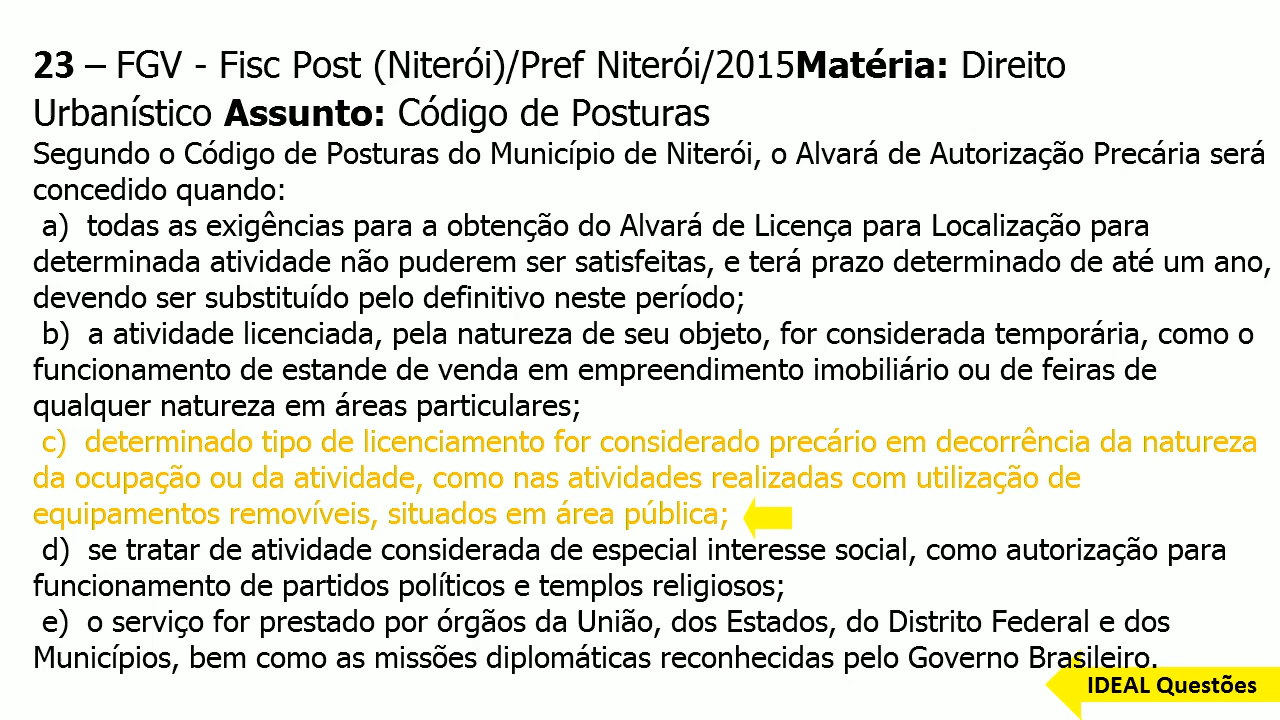 23 – FGV - Fisc Post (Niterói)/Pref Niterói/2015Matéria: Direito
Urbanístico Assunto: Código de Posturas
Segundo o Código de Posturas do Município de Niterói, o Alvará de Autorização Precária será
concedido quando:
a) todas as exigências para a obtenção do Alvará de Licença para Localização para
determinada atividade não puderem ser satisfeitas, e terá prazo determinado de até um ano,
devendo ser substituído pelo definitivo neste período;
b) a atividade licenciada, pela natureza de seu objeto, for considerada temporária, como o
funcionamento de estande de venda em empreendimento imobiliário ou de feiras de
qualquer natureza em áreas particulares;
c) determinado tipo de licenciamento for considerado precário em decorrência da natureza
da ocupação ou da atividade, como nas atividades realizadas com utilização de
equipamentos removíveis, situados em área pública;
d) se tratar de atividade considerada de especial interesse social, como autorização para
funcionamento de partidos políticos e templos religiosos;
e) o serviço for prestado por órgãos da União, dos Estados, do Distrito Federal e dos
Municípios, bem como as missões diplomáticas reconhecidas pelo Governo Brasileiro.
IDEAL Questões